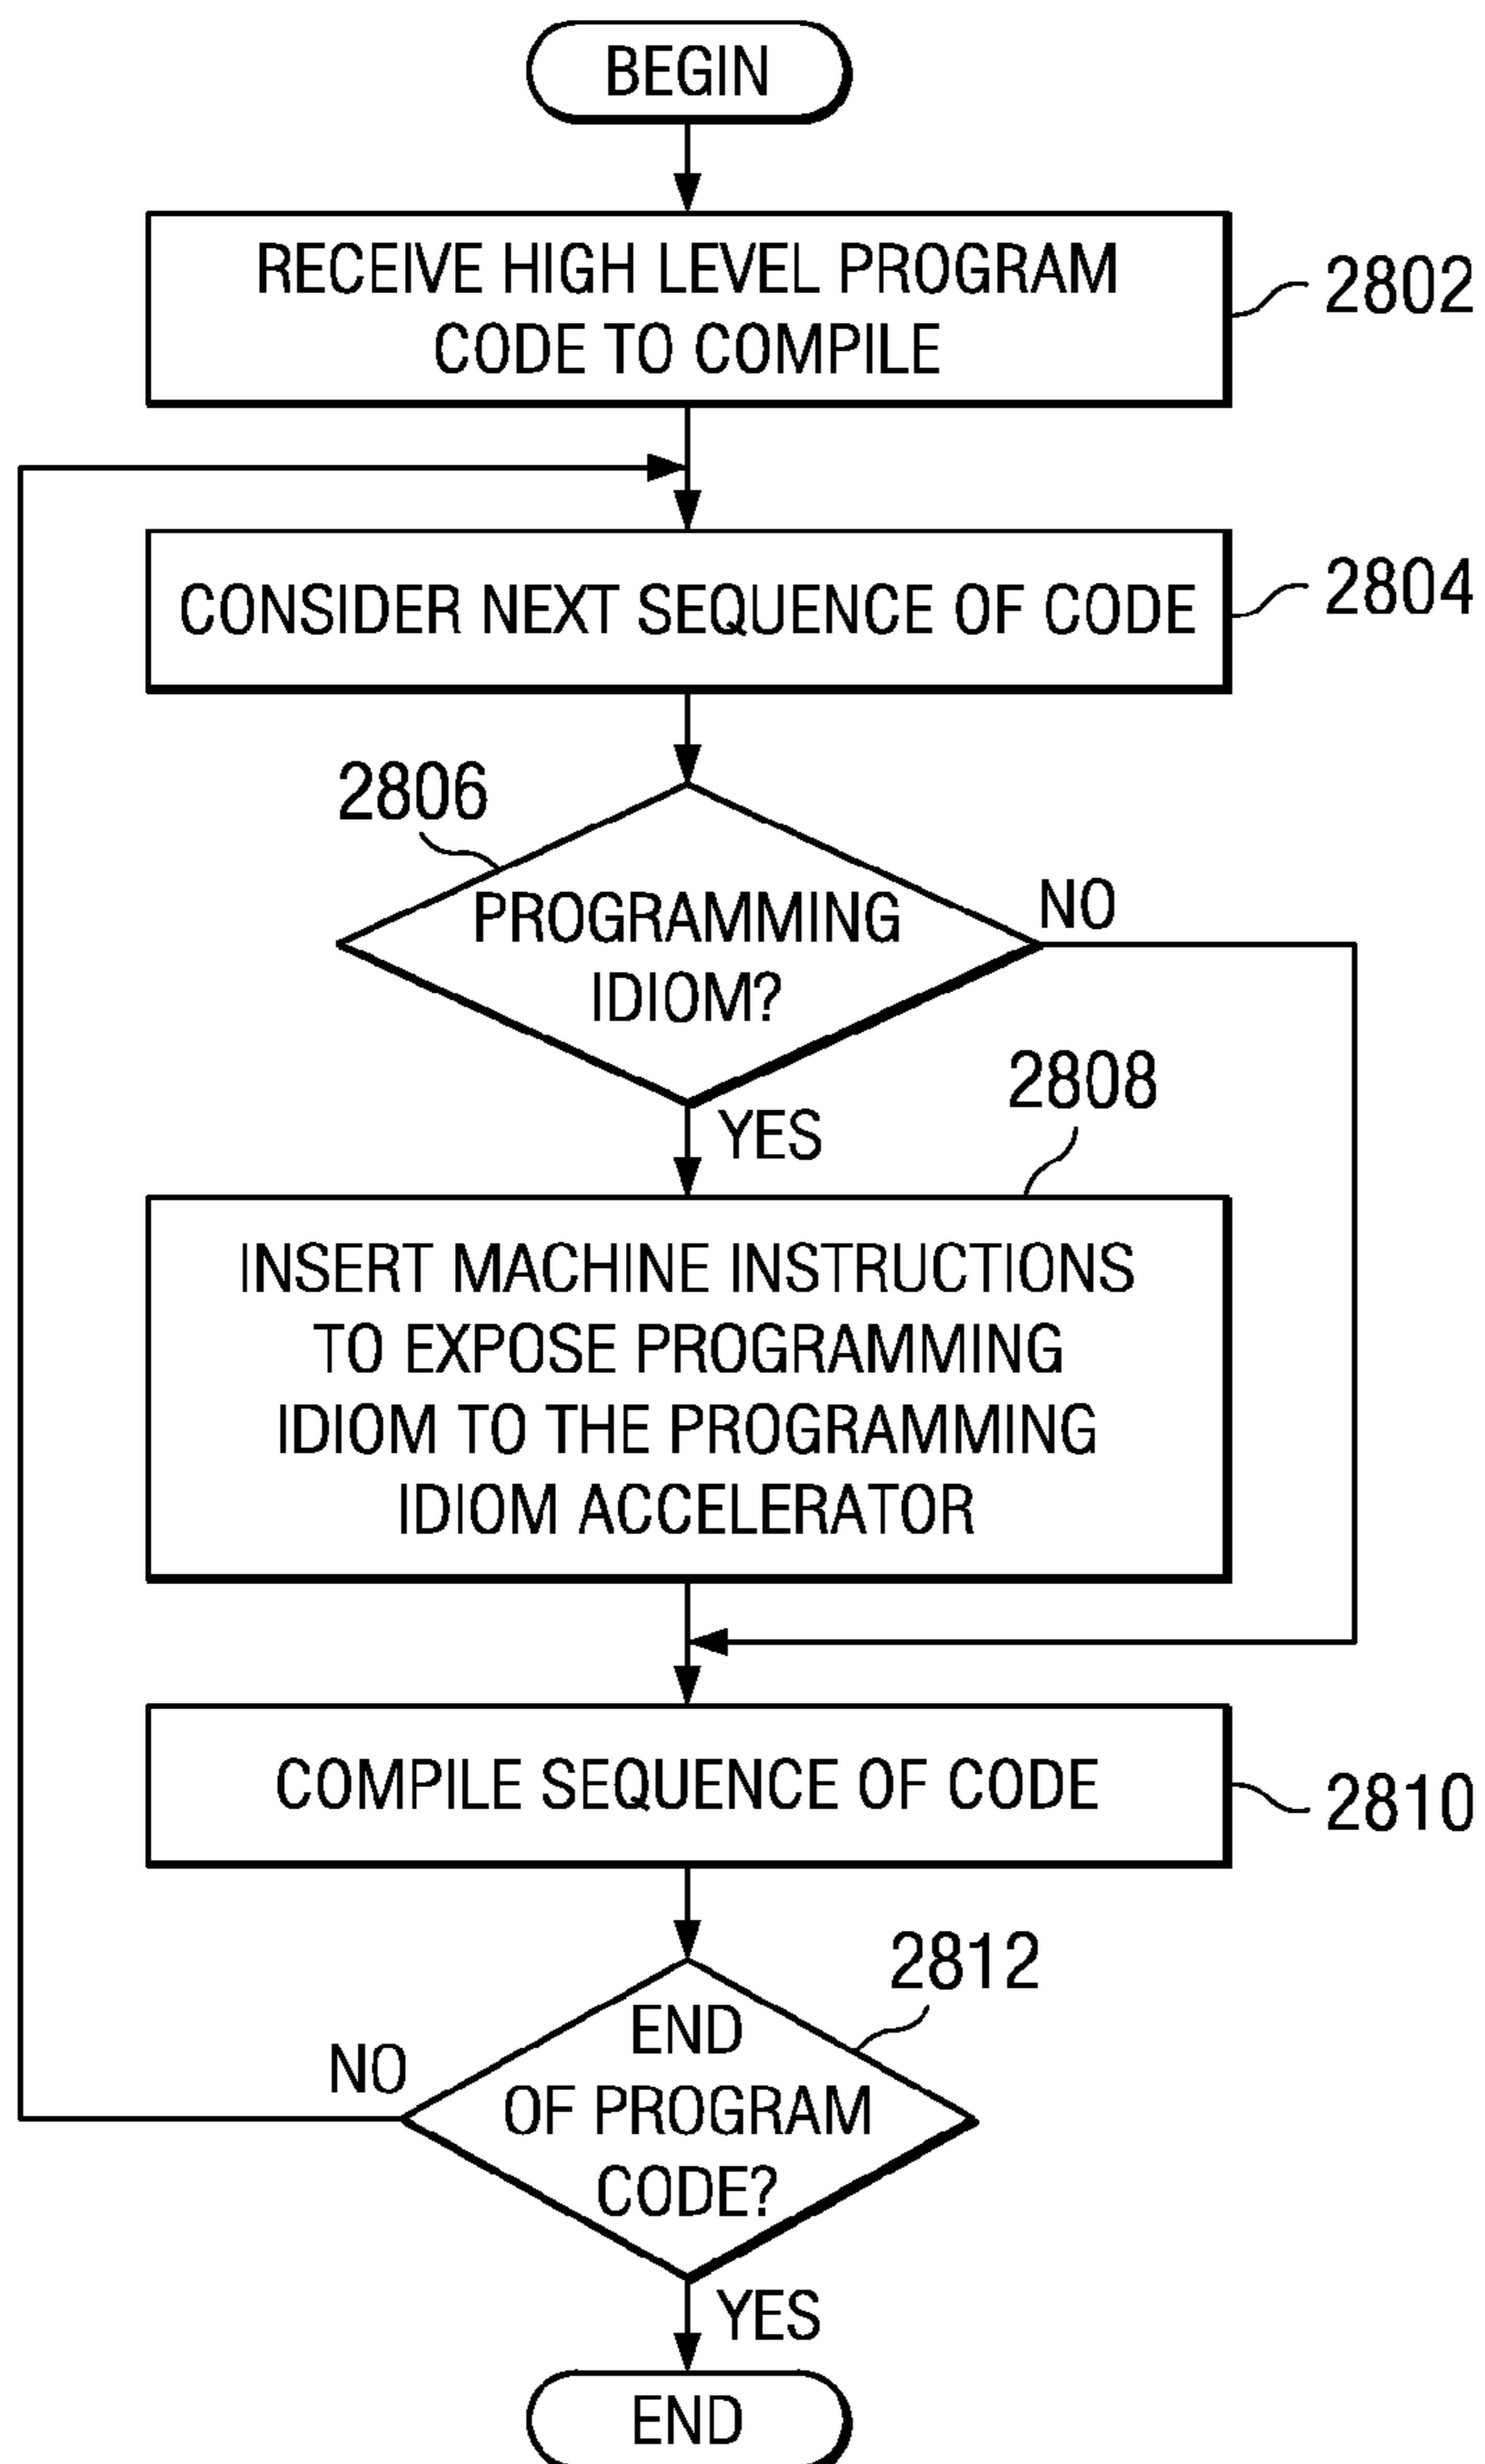 BEGIN
RECEIVE HIGH LEVEL PROGRAM
CODE TO COMPILE
2802
CONSIDER NEXT SEQUENCE OF CODE
2804
2806
PROGRAMMING
IDIOM?
NO
YES
2808
INSERT MACHINE INSTRUCTIONS
TO EXPOSE PROGRAMMING
IDIOM TO THE PROGRAMMING
IDIOM ACCELERATOR
COMPILE SEQUENCE OF CODE
2810
2812
END
OF PROGRAM
CODE?
NO
YES
END